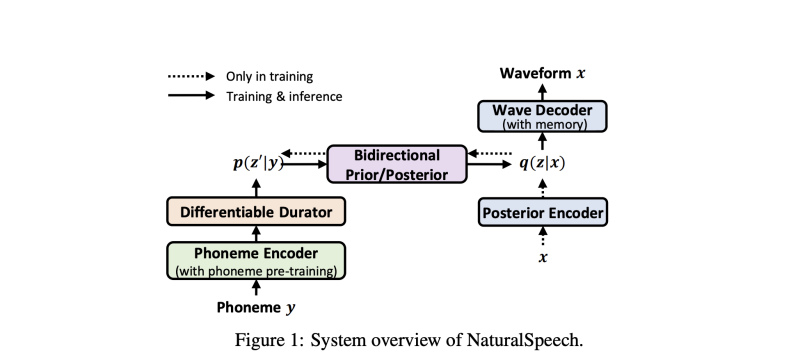 Only in training
Training & inference
Waveform x
Wave Decoder
(with memory)
p(z'|y)
Bidirectional
Prior/Posterior
q(z|x)
Differentiable Durator
Posterior Encoder
Phoneme Encoder
(with phoneme pre-training)
x
Phoneme y
Figure 1: System overview of NaturalSpeech.